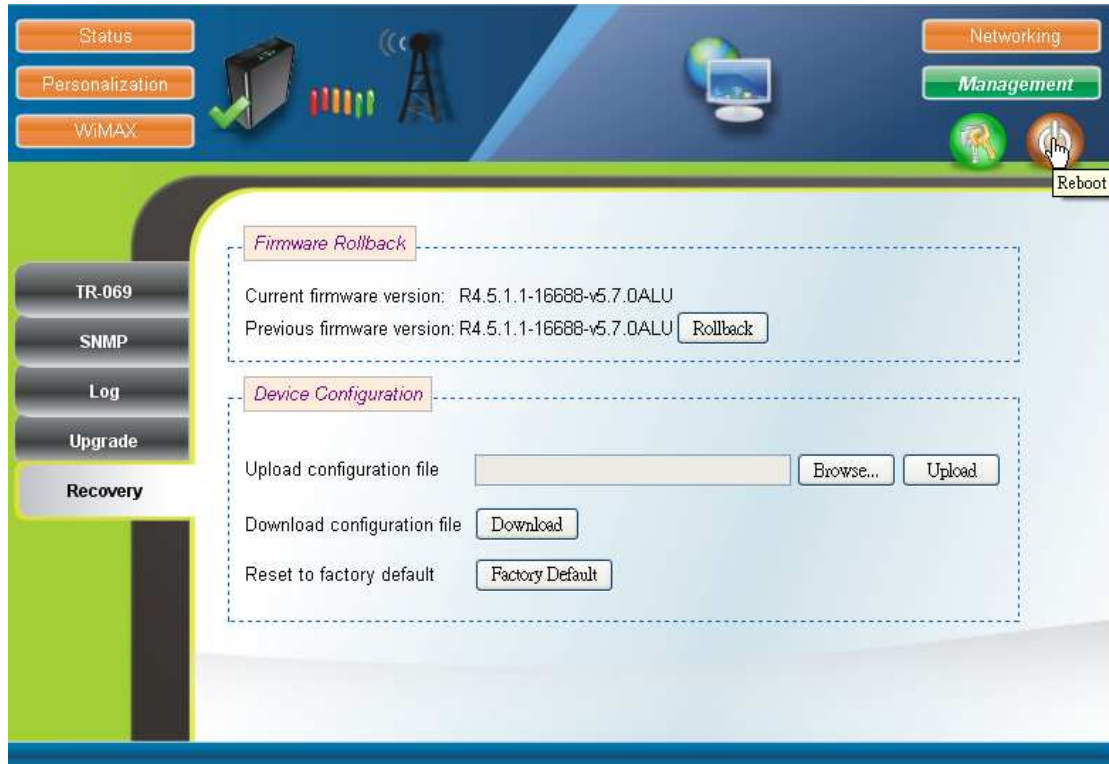 Status
Personalization
WiMAX
Networking
Management
Reboot
TR-069
SNMP
Log
Upgrade
Recovery
Firmware Rollback
Current firmware version: R4.5.1.1-16688-v5.7.0ALU
Previous firmware version: R4.5.1.1-16688-v5.7.0ALU Rollback
Device Configuration
Upload configuration file Browse... Upload
Download configuration file Download
Reset to factory default Factory Default